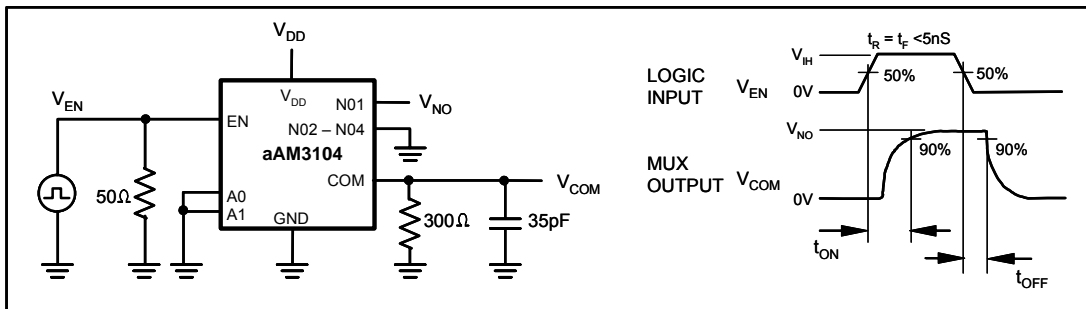 V_DD
V_DD
V_EN
EN
N01
V_NO
N02 – N04
aAM3104
COM
V_COM
50Ω
A0
A1
GND
300Ω
35pF
t_R = t_F <5nS
V_IH
LOGIC
INPUT
V_EN
50%
50%
0V
V_NO
MUX
OUTPUT
V_COM
90%
90%
0V
t_ON
t_OFF